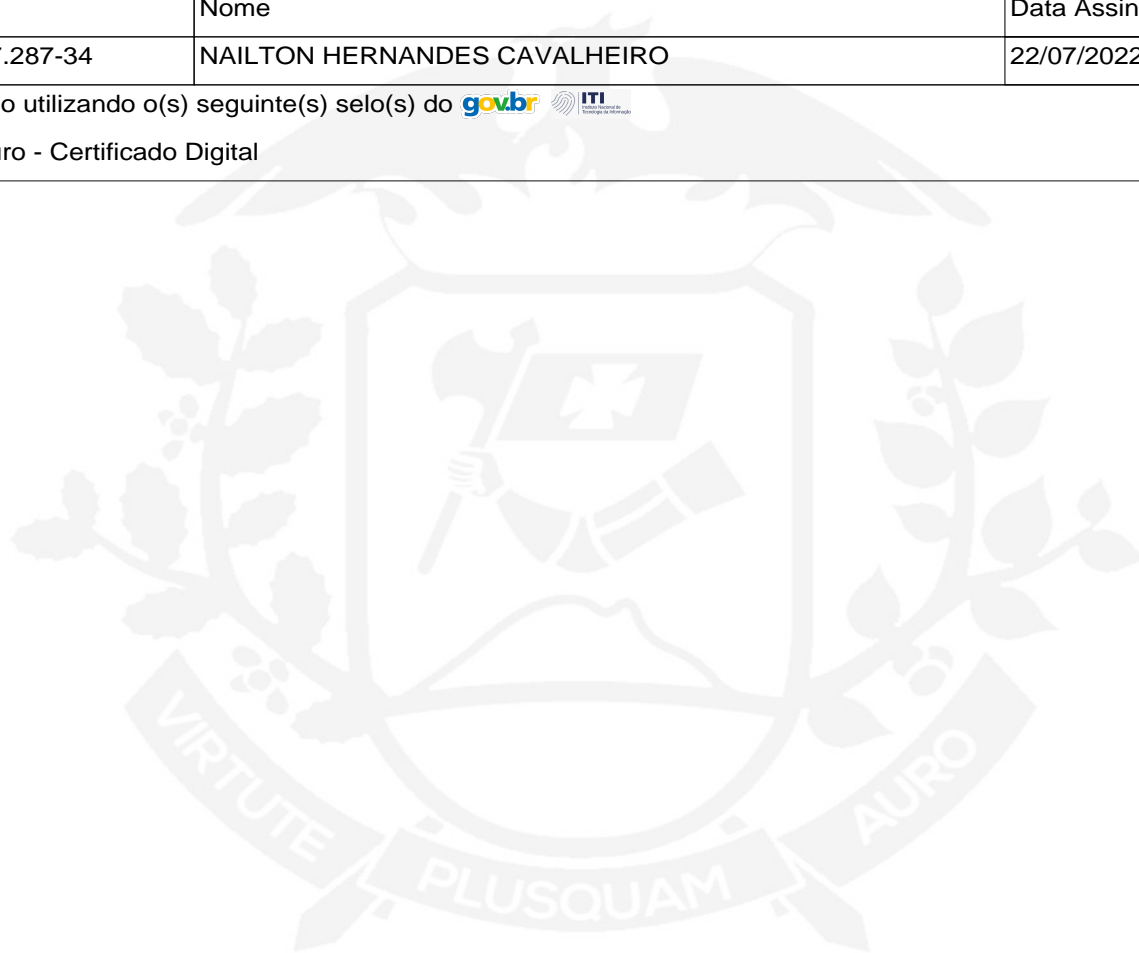 Nome Data Assin
.287-34 NAILTON HERNANDES CAVALHEIRO 22/07/2022
o utilizando o(s) seguinte(s) selo(s) do gov.br ITI
ro - Certificado Digital
VIRTUTE PLUSQUAM AURO